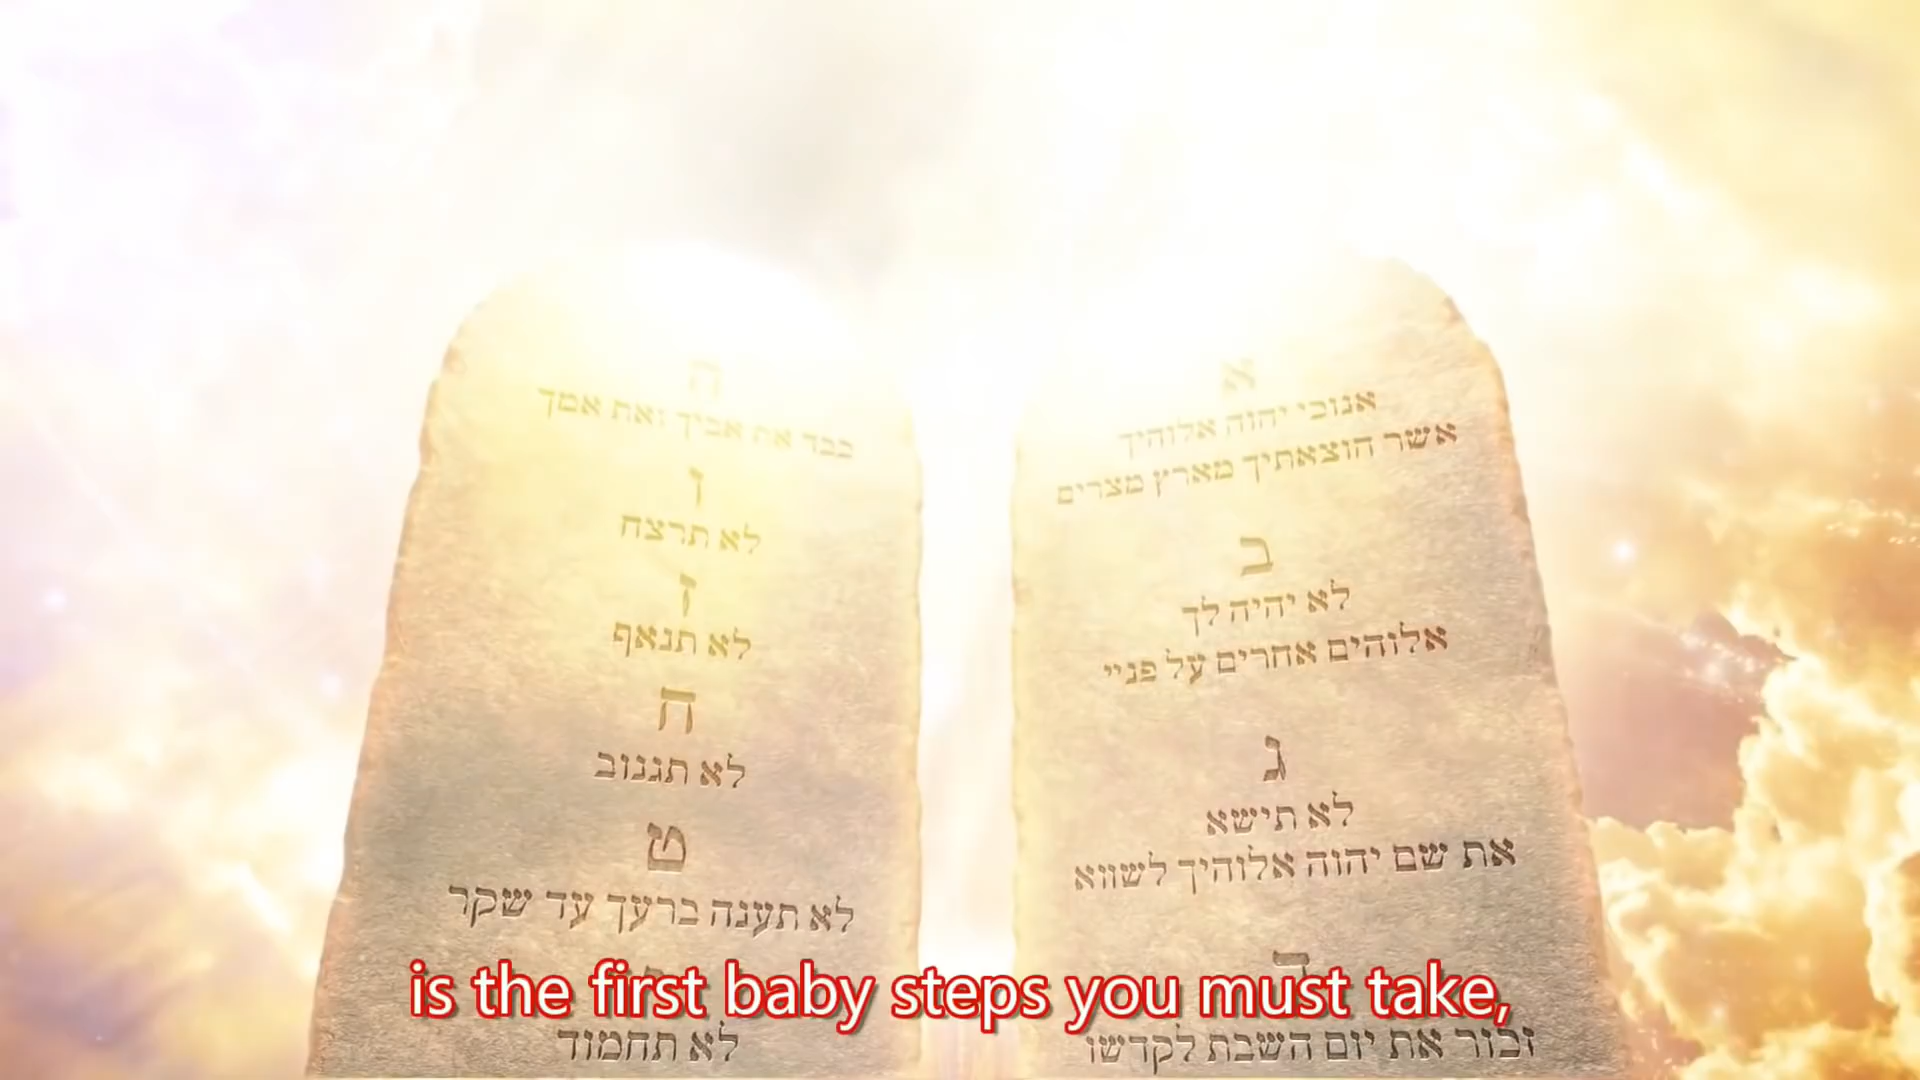 א
אנוכי יהוה אלוהיך
אשר הוצאתיך מארץ מצרים
ב
לא יהיה לך
אלוהים אחרים על פניי
ג
לא תישא
את שם יהוה אלוהיך לשווא
זכור את יום השבת לקדשו
ה
כבד את אביך ואת אמך
ו
לא תרצח
ז
לא תנאף
ח
לא תגנוב
ט
לא תענה ברעך עד שקר
לא תחמוד
is the first baby steps you must take,